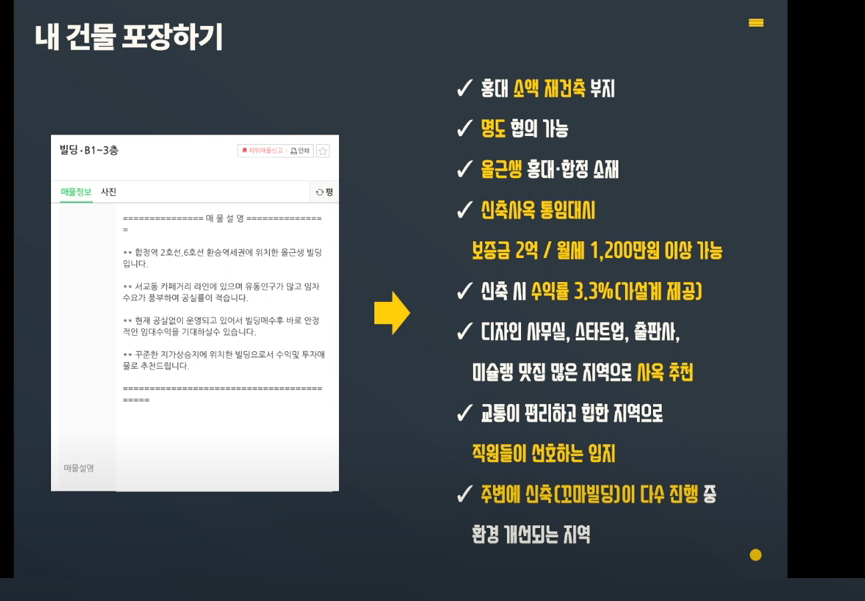 내 건물 포장하기
빌딩·B1~3층
허위매물신고
인쇄
매물정보 사진
평
=============== 매 물 설 명 ==============
=
** 합정역 2호선,6호선 환승역세권에 위치한 올근생 빌딩
입니다.
** 서교동 카페거리 라인에 있으며 유동인구가 많고 임차
수요가 풍부하여 공실률이 적습니다.
** 현재 공실없이 운영되고 있어서 빌딩매수후 바로 안정
적인 임대수익을 기대하실수 있습니다.
** 꾸준한 지가상승지에 위치한 빌딩으로서 수익및 투자매
물로 추천드립니다.
=====================================
=====
매물설명
✓ 홍대 소액 재건축 부지
✓ 명도 협의 가능
✓ 올근생 홍대·합정 소재
✓ 신축사옥 통임대시
보증금 2억 / 월세 1,200만원 이상 가능
✓ 신축 시 수익률 3.3%(가설계 제공)
✓ 디자인 사무실, 스타트업, 출판사,
미슐랭 맛집 많은 지역으로 사옥 추천
✓ 교통이 편리하고 힙한 지역으로
직원들이 선호하는 입지
✓ 주변에 신축(꼬마빌딩)이 다수 진행 중
환경 개선되는 지역